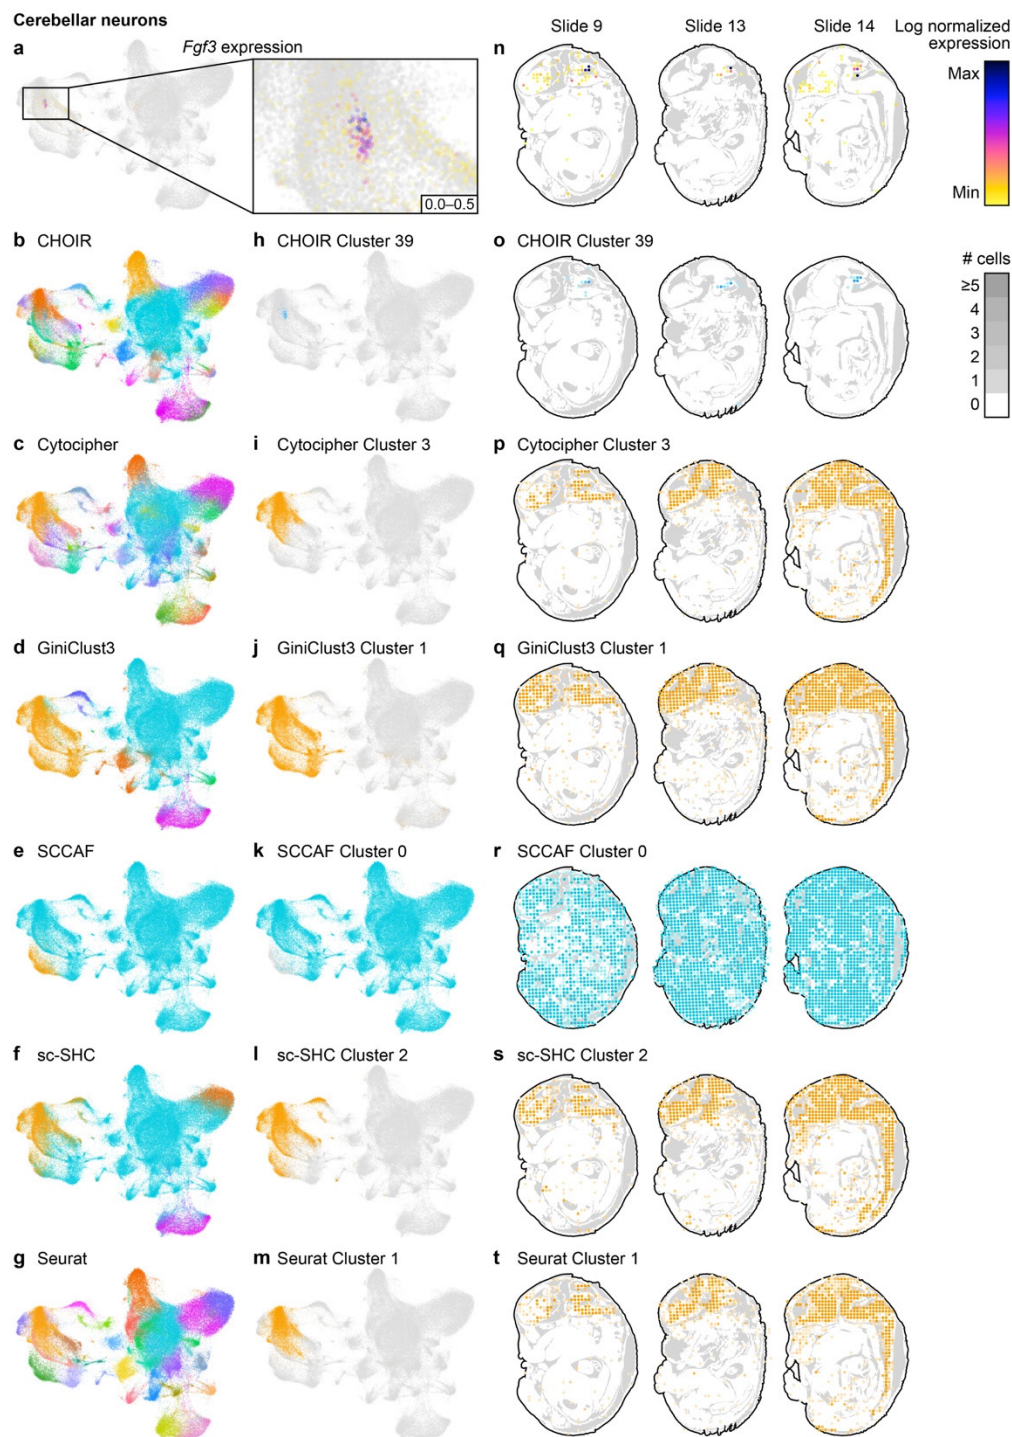 Cerebellar neurons
a
Fgf3 expression
0.0–0.5
n
Slide 9
Slide 13
Slide 14
Log normalized
expression
Max
Min
b CHOIR
h CHOIR Cluster 39
o CHOIR Cluster 39
# cells
≥5
4
3
2
1
0
c Cytocipher
i Cytocipher Cluster 3
p Cytocipher Cluster 3
d GiniClust3
j GiniClust3 Cluster 1
q GiniClust3 Cluster 1
e SCCAF
k SCCAF Cluster 0
r SCCAF Cluster 0
f sc-SHC
l sc-SHC Cluster 2
s sc-SHC Cluster 2
g Seurat
m Seurat Cluster 1
t Seurat Cluster 1